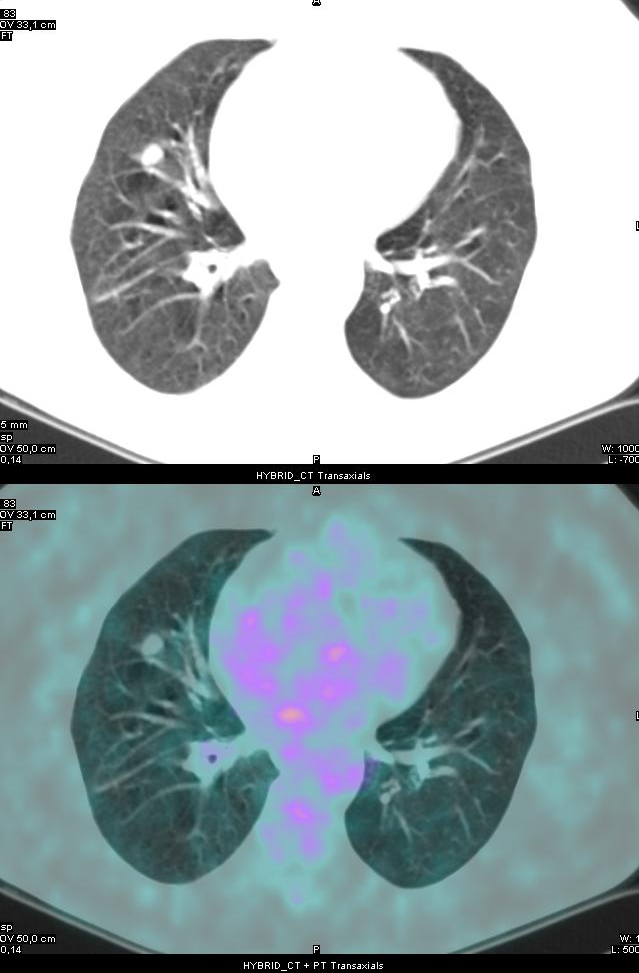 A
83
OV 33,1 cm
FT
L
5 mm
sp
OV 50,0 cm
0,14
P
W: 1000
L: -700
HYBRID_CT Transaxials
A
83
OV 33,1 cm
FT
L
sp
OV 50,0 cm
0,14
P
W: 1
L: 500
HYBRID_CT + PT Transaxials